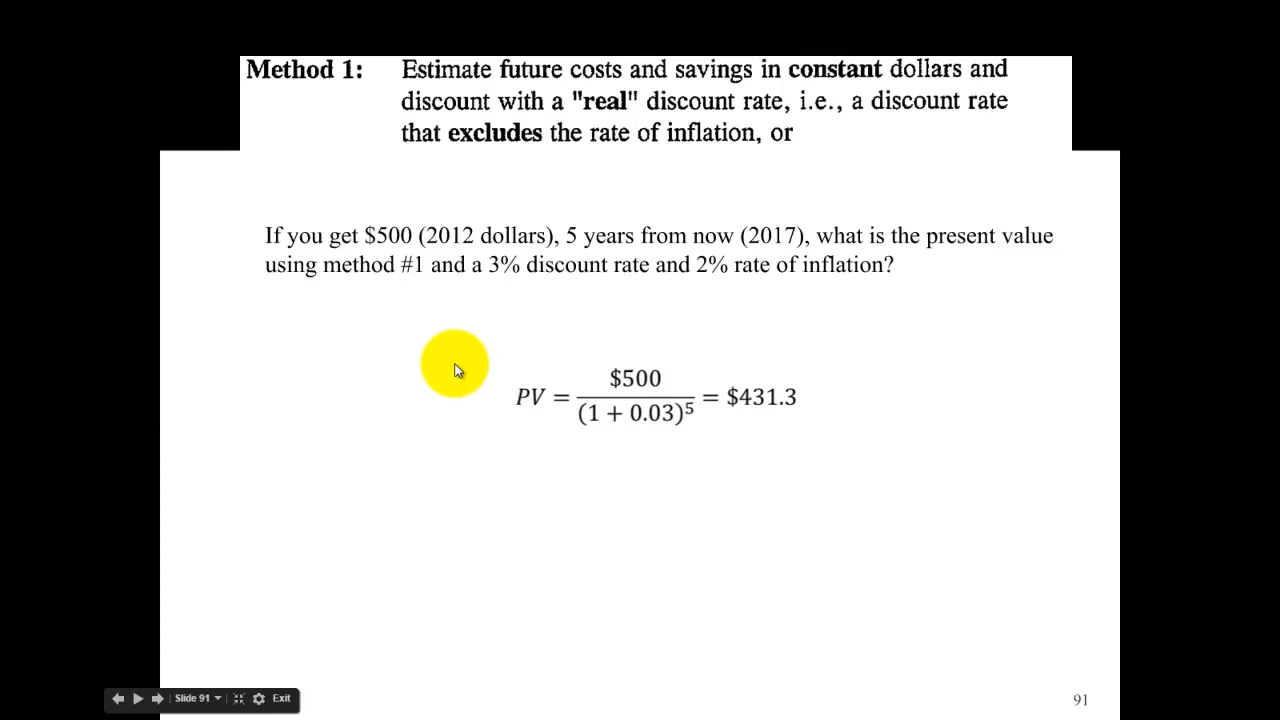 Method 1: Estimate future costs and savings in constant dollars and
discount with a "real" discount rate, i.e., a discount rate
that excludes the rate of inflation, or
If you get $500 (2012 dollars), 5 years from now (2017), what is the present value
using method #1 and a 3% discount rate and 2% rate of inflation?
PV = $500 / (1 + 0.03)⁵ = $431.3
Slide 91 Exit
91